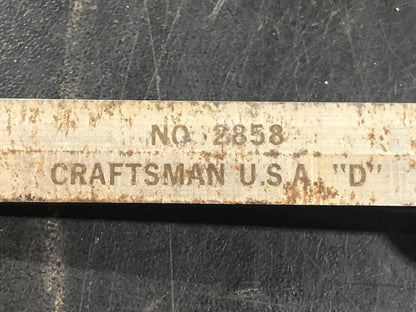 NO 2858
CRAFTSMAN U.S.A. "D"